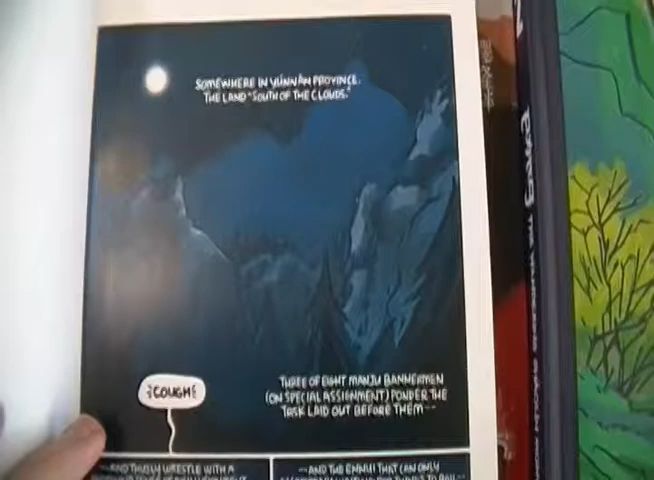 SOMEWHERE IN YÚNNÁN PROVINCE.
THE LAND "SOUTH OF THE CLOUDS."
COUGH
THREE OF EIGHT MANJU BANNERMEN
(ON SPECIAL ASSIGNMENT) PONDER THE
TASK LAID OUT BEFORE THEM--
--AND THUSLY WRESTLE WITH A
--AND THE ENNUI THAT CAN ONLY